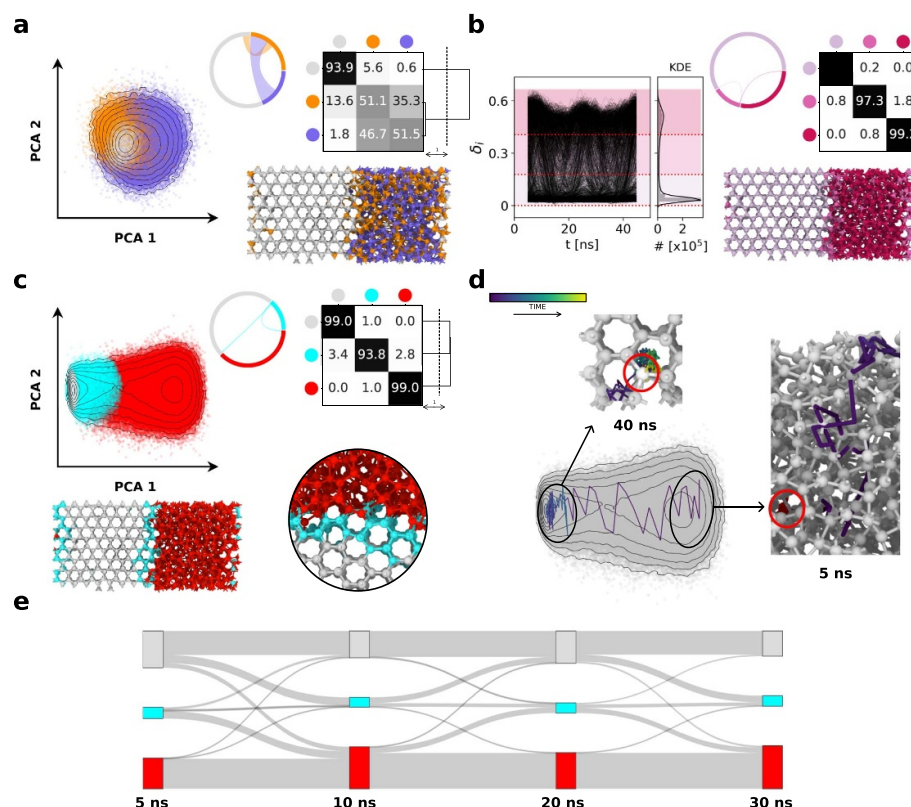 a
PCA 2
PCA 1
93.9 5.6 0.6
13.6 51.1 35.3
1.8 46.7 51.5
1
b
KDE
δi
0.6
0.3
0
0 20 40
t [ns]
0 2
# [x10⁵]
0.2 0.0
0.8 97.3 1.8
0.0 0.8
c
PCA 2
PCA 1
99.0 1.0 0.0
3.4 93.8 2.8
0.0 1.0 99.0
1
d
TIME
40 ns
5 ns
e
5 ns 10 ns 20 ns 30 ns